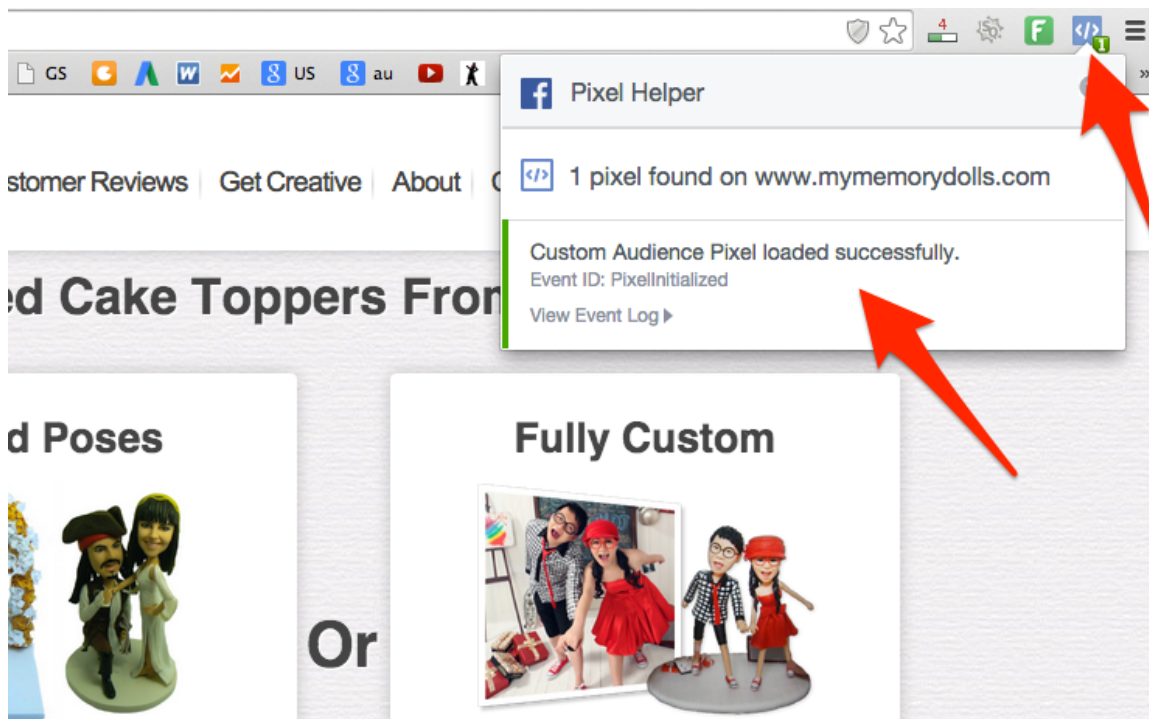 4
1
GS
US
au
Pixel Helper
1 pixel found on www.mymemorydolls.com
stomer Reviews
Get Creative
About
Custom Audience Pixel loaded successfully.
Event ID: PixelInitialized
View Event Log
ed Cake Toppers From
d Poses
Fully Custom
Or